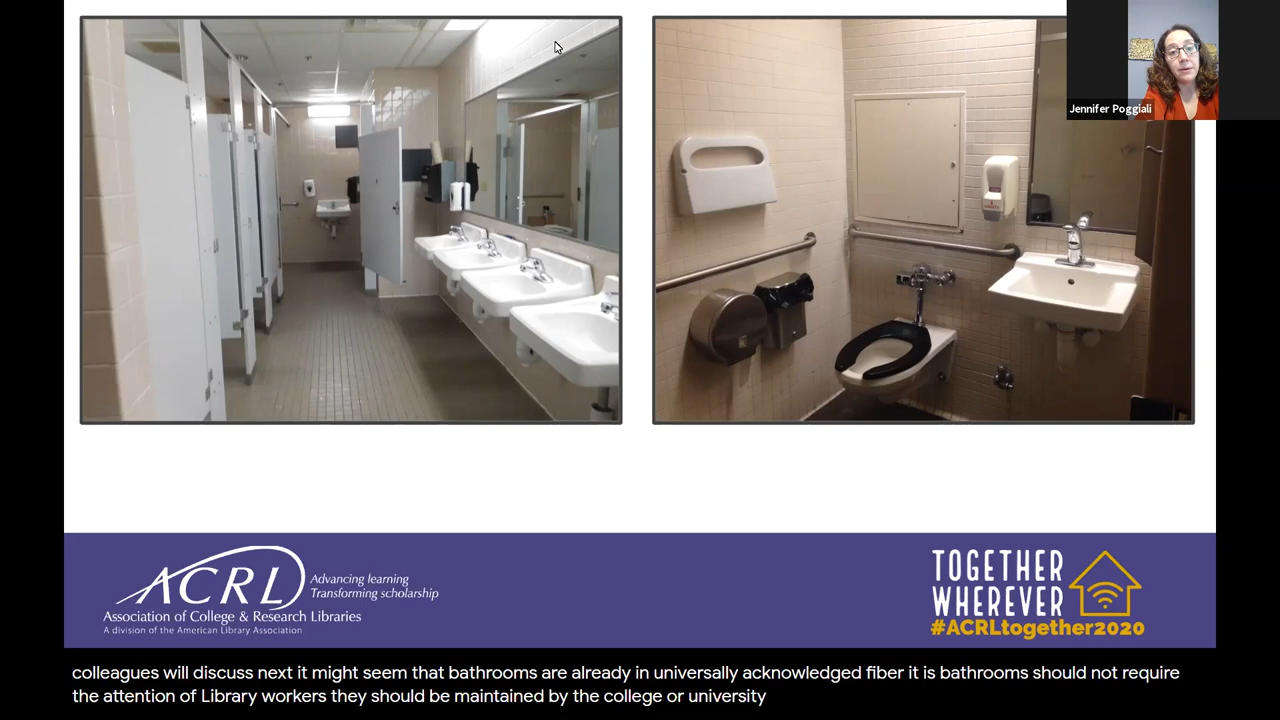 Jennifer Poggiali
ACRL
Advancing learning
Transforming scholarship
Association of College & Research Libraries
A division of the American Library Association
TOGETHER
WHEREVER
#ACRLtogether2020
colleagues will discuss next it might seem that bathrooms are already in universally acknowledged fiber it is bathrooms should not require
the attention of Library workers they should be maintained by the college or university